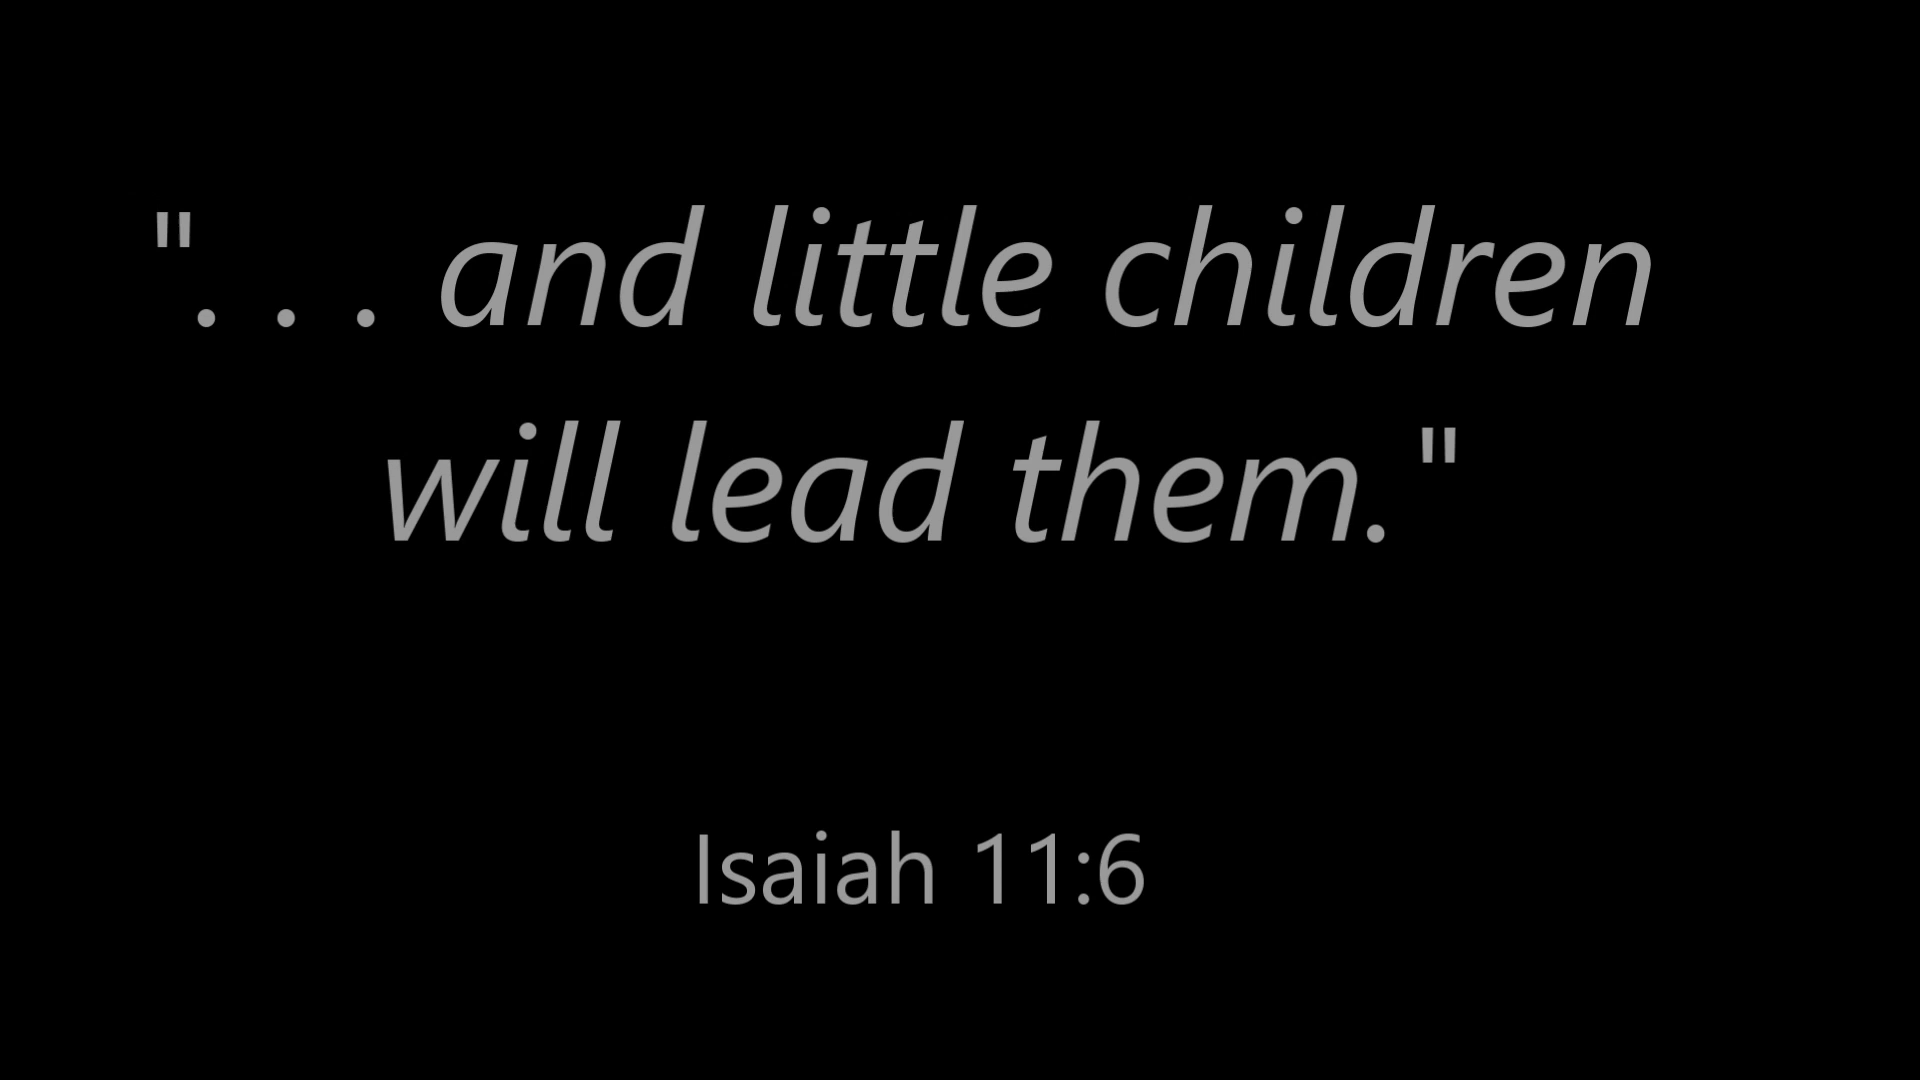 ". . . and little children
will lead them."
Isaiah 11:6